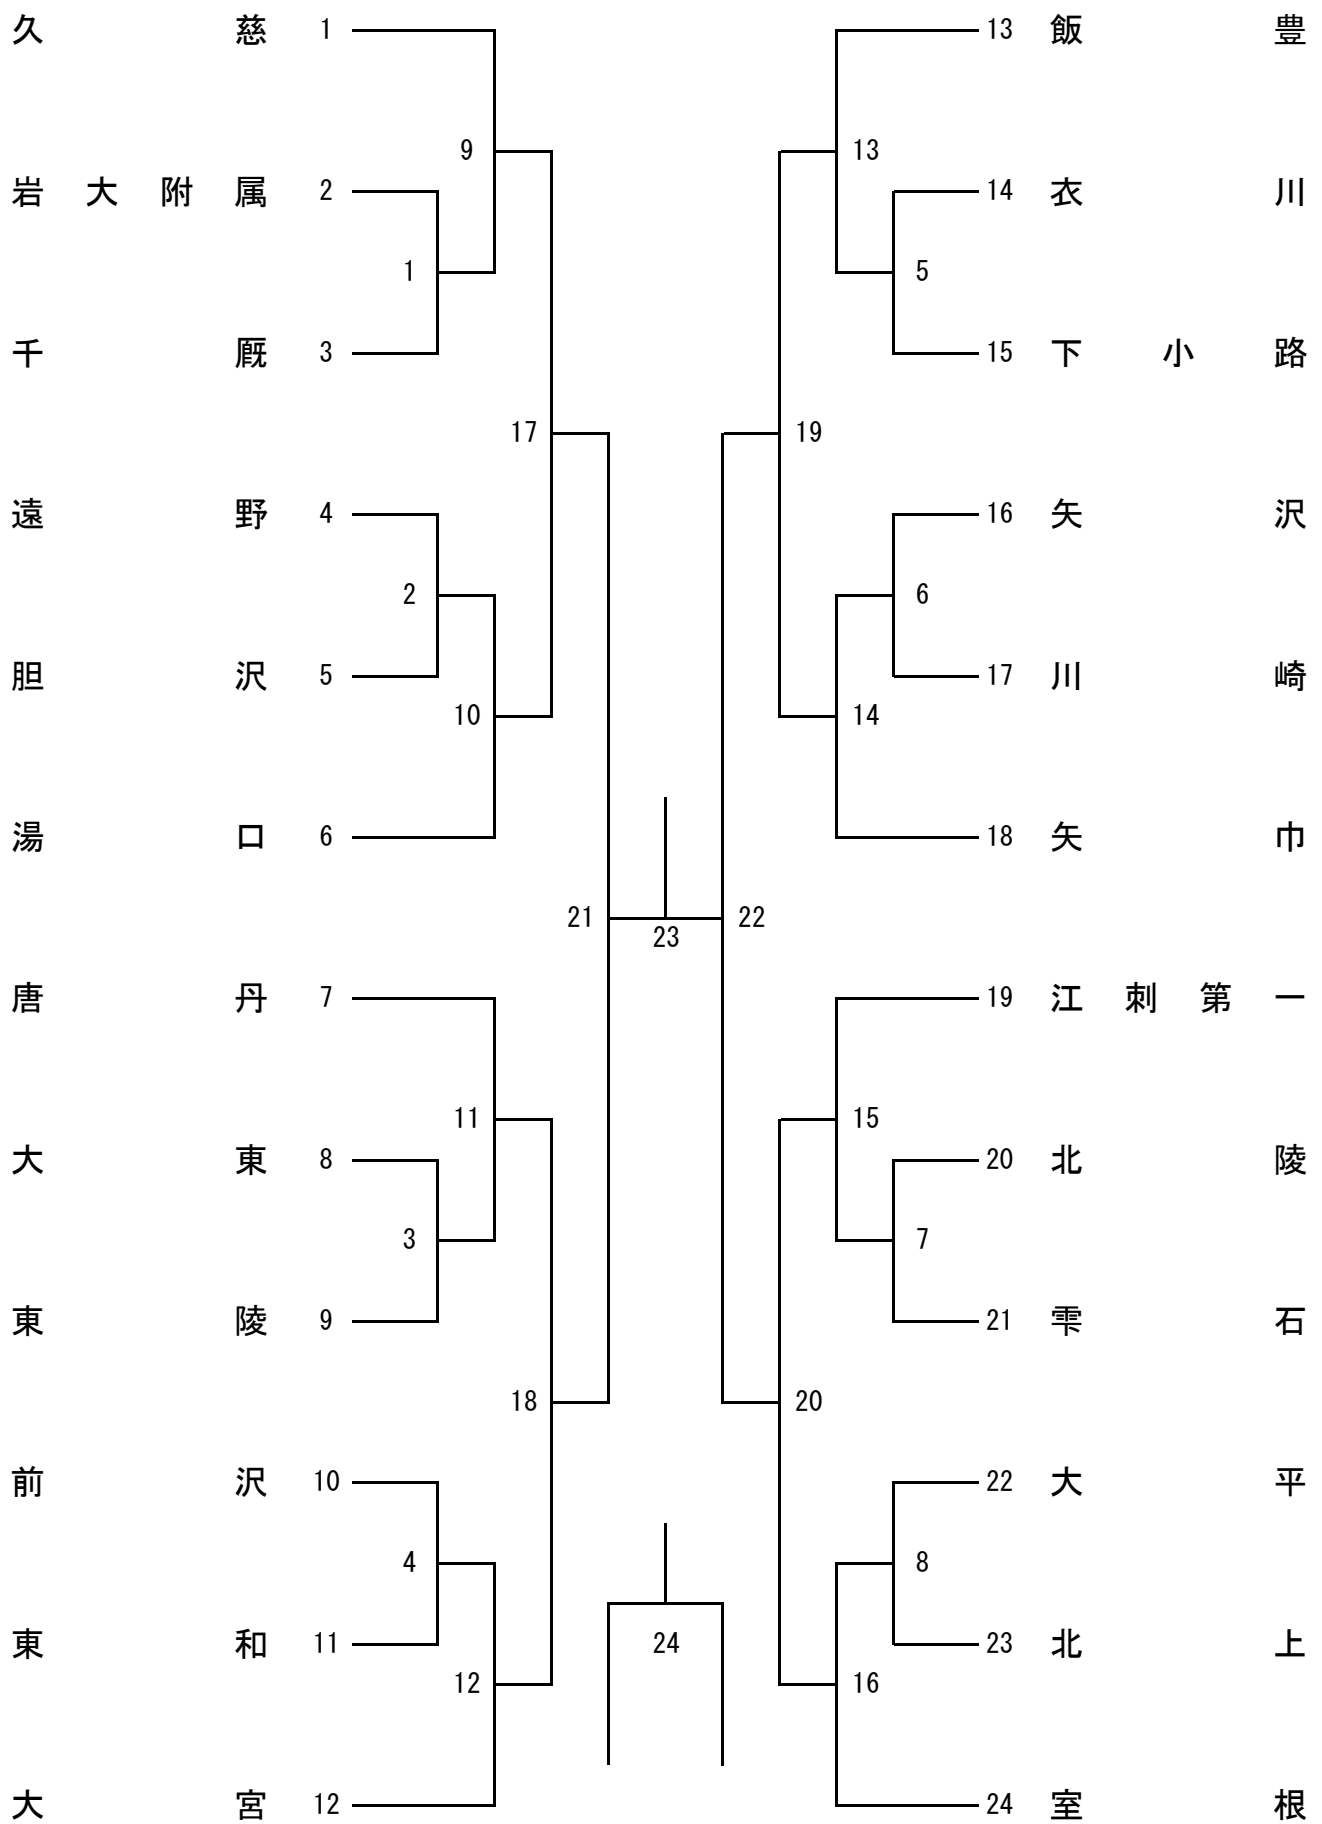 久慈 1
9
岩大附属 2
1
千厩 3
17
遠野 4
2
胆沢 5
10
湯口 6
21
唐丹 7
11
大東 8
3
東陵 9
18
前沢 10
4
東和 11
12
大宮 12
23
24
13 飯豊
13
14 衣川
5
15 下小路
19
16 矢沢
6
17 川崎
14
18 矢巾
22
19 江刺第一
15
20 北陵
7
21 雫石
20
22 大平
8
23 北上
16
24 室根